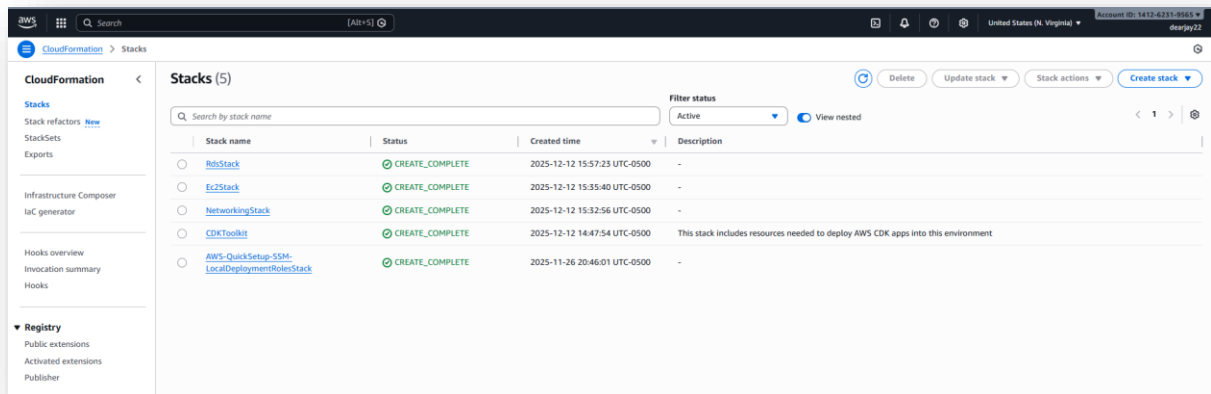 aws
Search
[Alt+S]
United States (N. Virginia)
Account ID: 1412-6231-9565
dearjay22
CloudFormation > Stacks
CloudFormation
Stacks
Stack refactors New
StackSets
Exports
Infrastructure Composer
IaC generator
Hooks overview
Invocation summary
Hooks
Registry
Public extensions
Activated extensions
Publisher
Stacks (5)
Delete
Update stack
Stack actions
Create stack
Filter status
Search by stack name
Active
View nested
1
Stack name Status Created time Description
RdsStack CREATE_COMPLETE 2025-12-12 15:57:23 UTC-0500 -
Ec2Stack CREATE_COMPLETE 2025-12-12 15:35:40 UTC-0500 -
NetworkingStack CREATE_COMPLETE 2025-12-12 15:32:56 UTC-0500 -
CDKToolkit CREATE_COMPLETE 2025-12-12 14:47:54 UTC-0500 This stack includes resources needed to deploy AWS CDK apps into this environment
AWS-QuickSetup-SSM-
LocalDeploymentRolesStack CREATE_COMPLETE 2025-11-26 20:46:01 UTC-0500 -